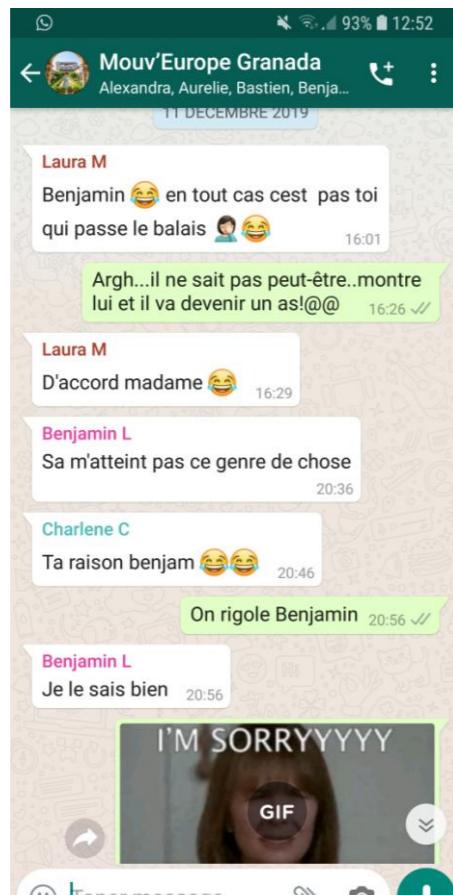 93% 12:52
Mouv'Europe Granada
Alexandra, Aurelie, Bastien, Benja...
11 DÉCEMBRE 2019
Laura M
Benjamin 😂 en tout cas cest pas toi
qui passe le balais 🤦🏻‍♀️😂
16:01
Argh...il ne sait pas peut-être..montre
lui et il va devenir un as!@@ 16:26
Laura M
D'accord madame 😂 16:29
Benjamin L
Sa m'atteint pas ce genre de chose
20:36
Charlene C
Ta raison benjam 😂😂 20:46
On rigole Benjamin 20:56
Benjamin L
Je le sais bien 20:56
I'M SORRYYYYY
GIF
Taper message